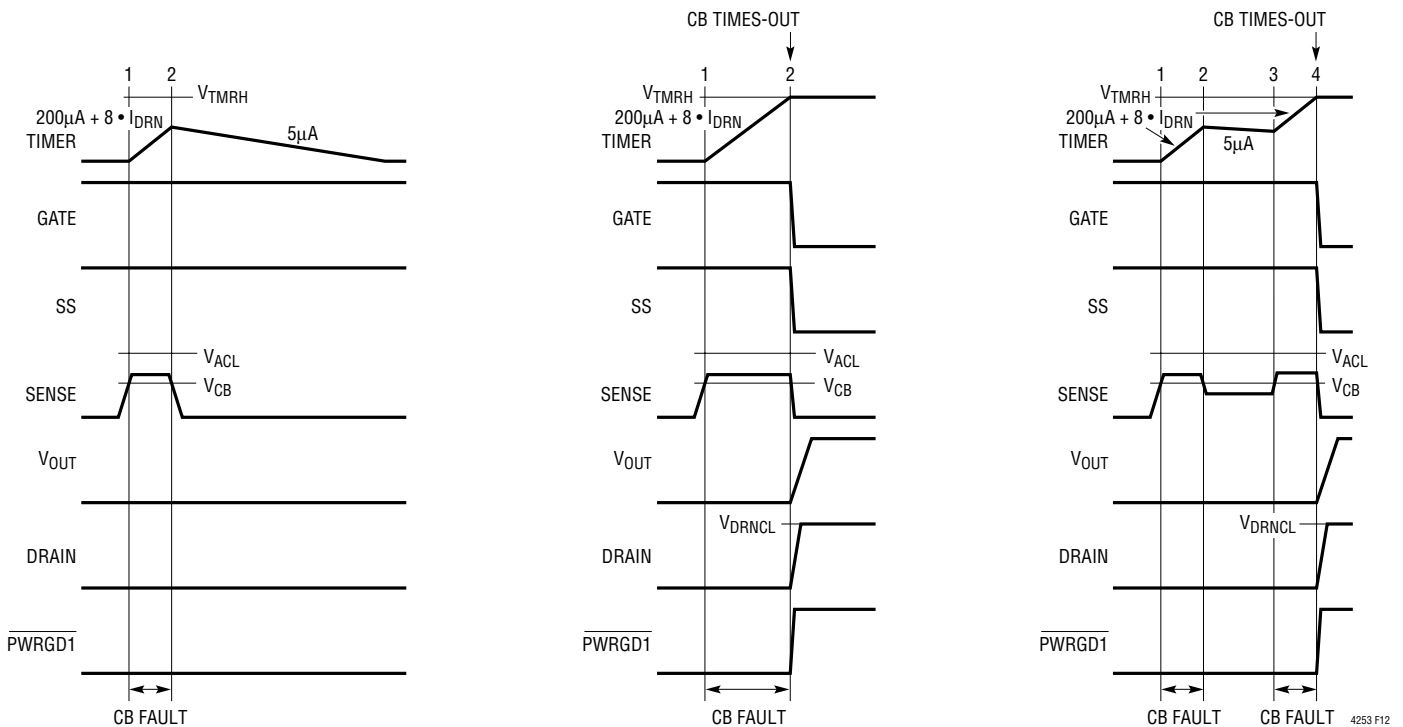 1 2
V_TMRH
200μA + 8 • I_DRN
TIMER
5μA
GATE
SS
V_ACL
V_CB
SENSE
V_OUT
DRAIN
PWRGD1
CB FAULT
CB TIMES-OUT
1 2
V_TMRH
200μA + 8 • I_DRN
TIMER
GATE
SS
V_ACL
V_CB
SENSE
V_OUT
V_DRNCL
DRAIN
PWRGD1
CB FAULT
CB TIMES-OUT
1 2 3 4
V_TMRH
200μA + 8 • I_DRN
TIMER
5μA
GATE
SS
V_ACL
V_CB
SENSE
V_OUT
V_DRNCL
DRAIN
PWRGD1
CB FAULT CB FAULT
4253 F12